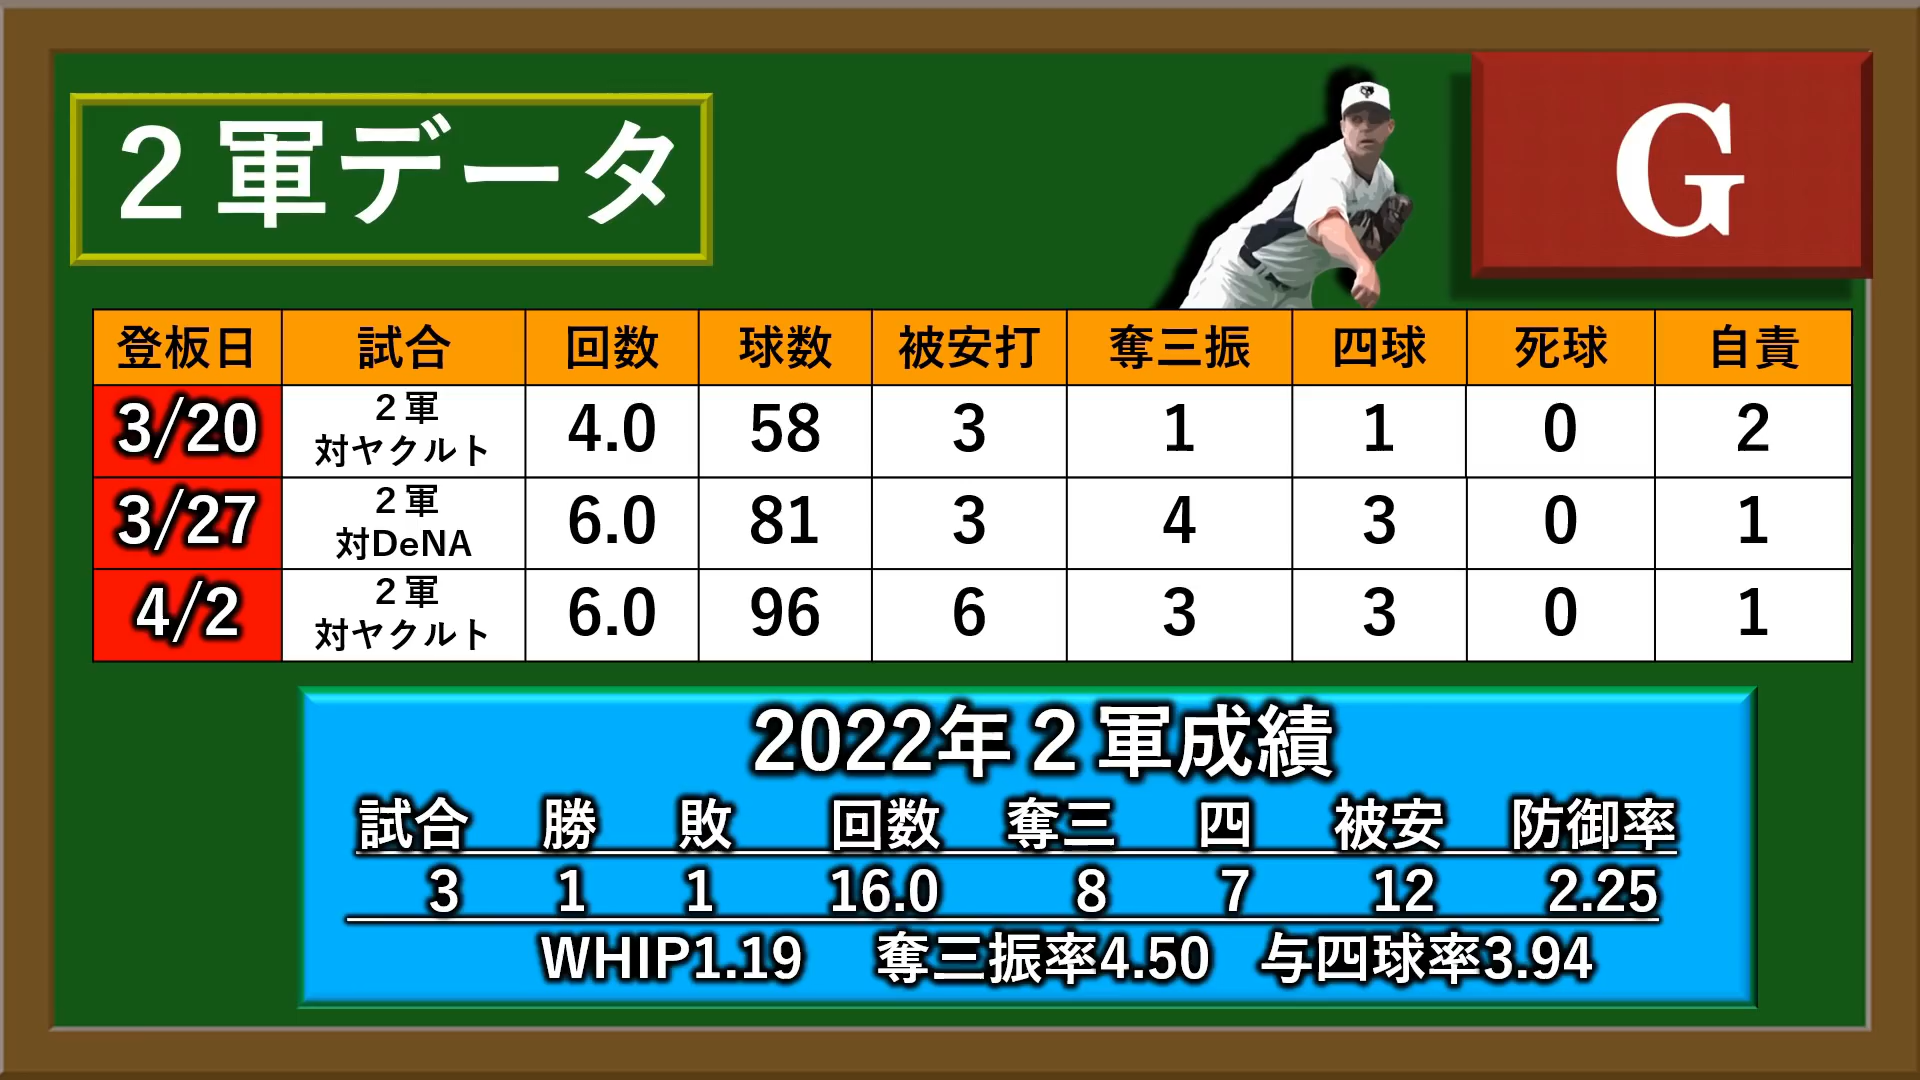 ２軍データ
G
登板日 試合 回数 球数 被安打 奪三振 四球 死球 自責
3/20 ２軍 対ヤクルト 4.0 58 3 1 1 0 2
3/27 ２軍 対DeNA 6.0 81 3 4 3 0 1
4/2 ２軍 対ヤクルト 6.0 96 6 3 3 0 1
2022年２軍成績
試合 勝 敗 回数 奪三 四 被安 防御率
3 1 1 16.0 8 7 12 2.25
WHIP1.19 奪三振率4.50 与四球率3.94